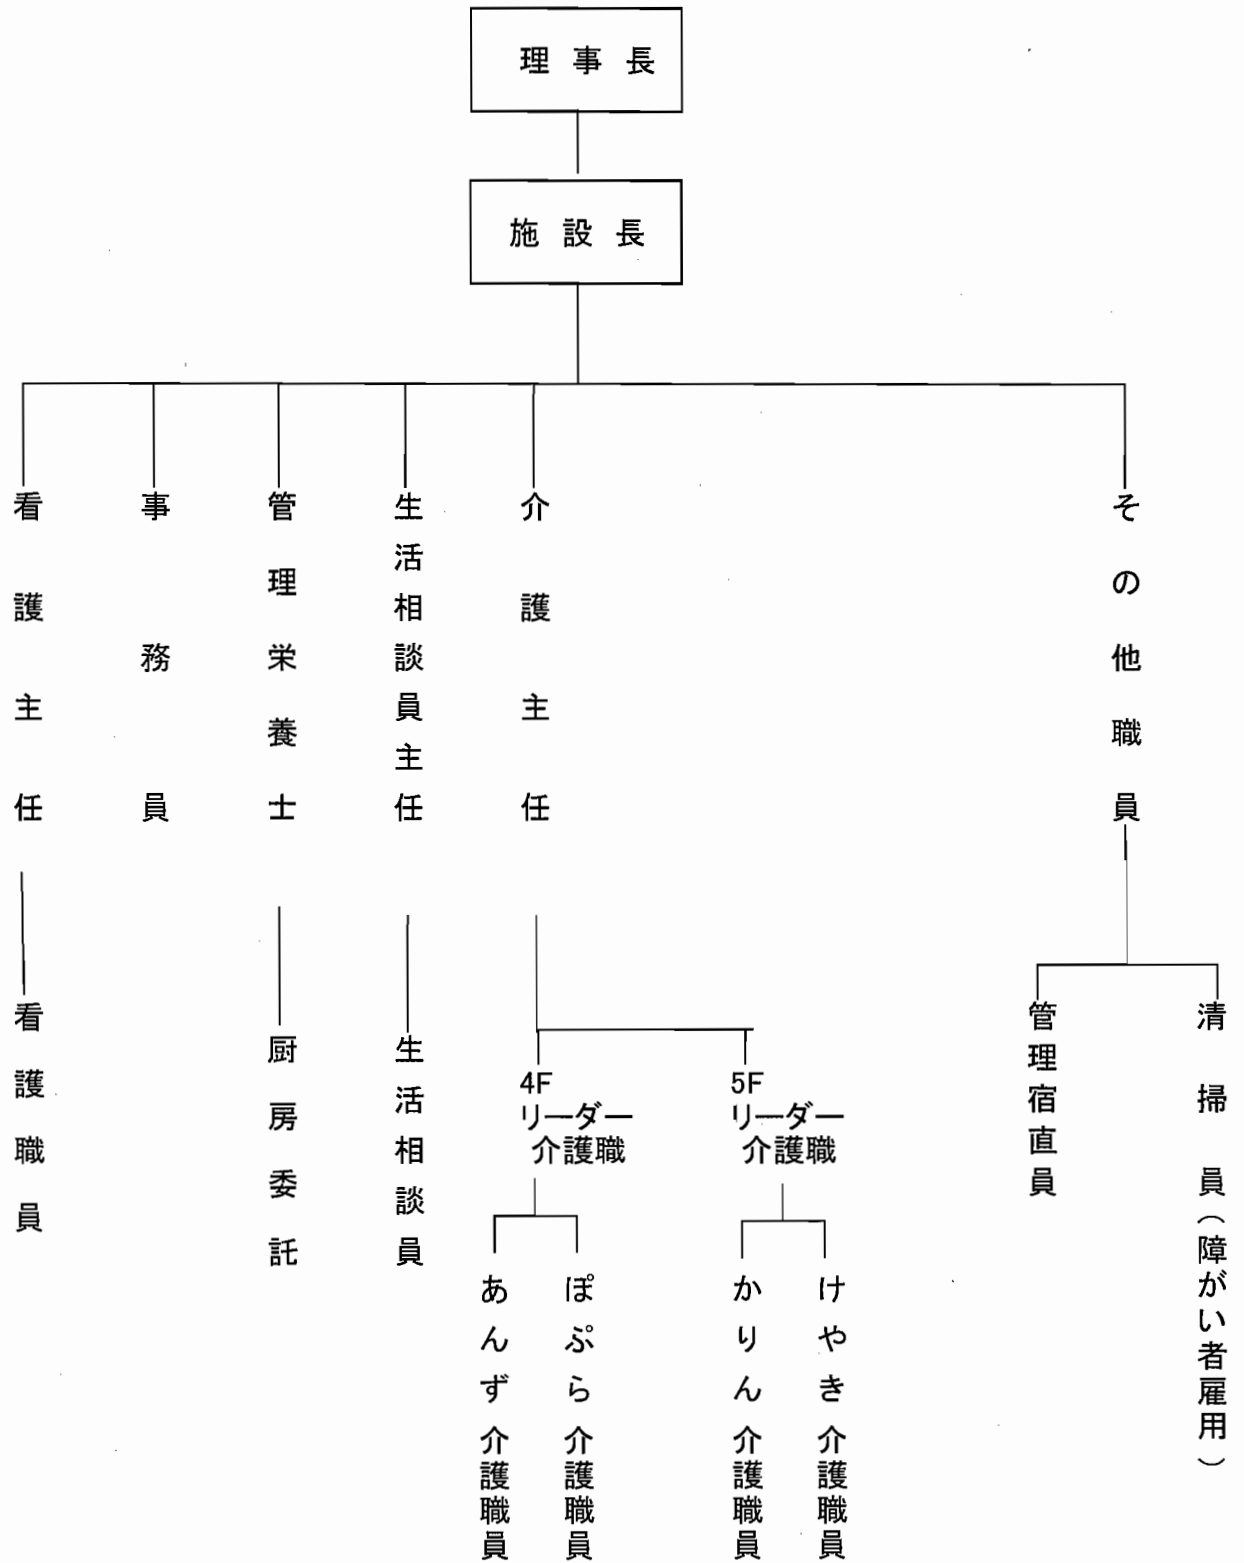 理事長
施設長
看護主任
事務員
管理栄養士
生活相談員主任
介護主任
その他職員
看護職員
厨房委託
生活相談員
4F
リーダー
介護職
5F
リーダー
介護職
管理宿直員
清掃員(障がい者雇用)
あんず介護職員
ぽぷら介護職員
かりん介護職員
けやき介護職員